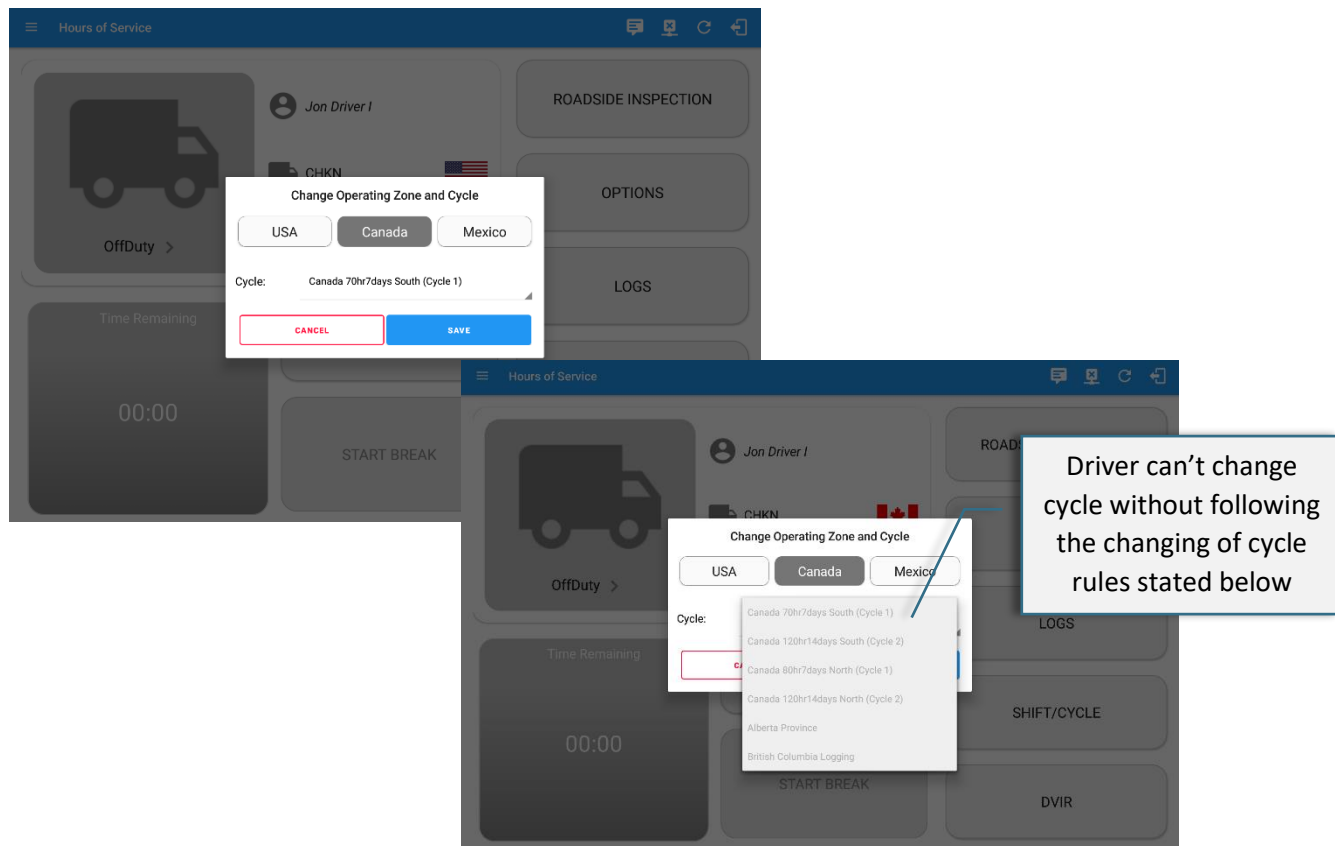 Hours of Service
Jon Driver I
CHKN
OffDuty >
ROADSIDE INSPECTION
OPTIONS
LOGS
Change Operating Zone and Cycle
USA
Canada
Mexico
Cycle:
Canada 70hr7days South (Cycle 1)
CANCEL
SAVE
Time Remaining
00:00
START BREAK
Hours of Service
Jon Driver I
CHKN
OffDuty >
ROAD
Change Operating Zone and Cycle
USA
Canada
Mexico
Cycle:
Canada 70hr7days South (Cycle 1)
Canada 120hr14days South (Cycle 2)
Canada 80hr7days North (Cycle 1)
Canada 120hr14days North (Cycle 2)
Alberta Province
British Columbia Logging
CA
Time Remaining
00:00
START BREAK
LOGS
SHIFT/CYCLE
DVIR
Driver can’t change
cycle without following
the changing of cycle
rules stated below